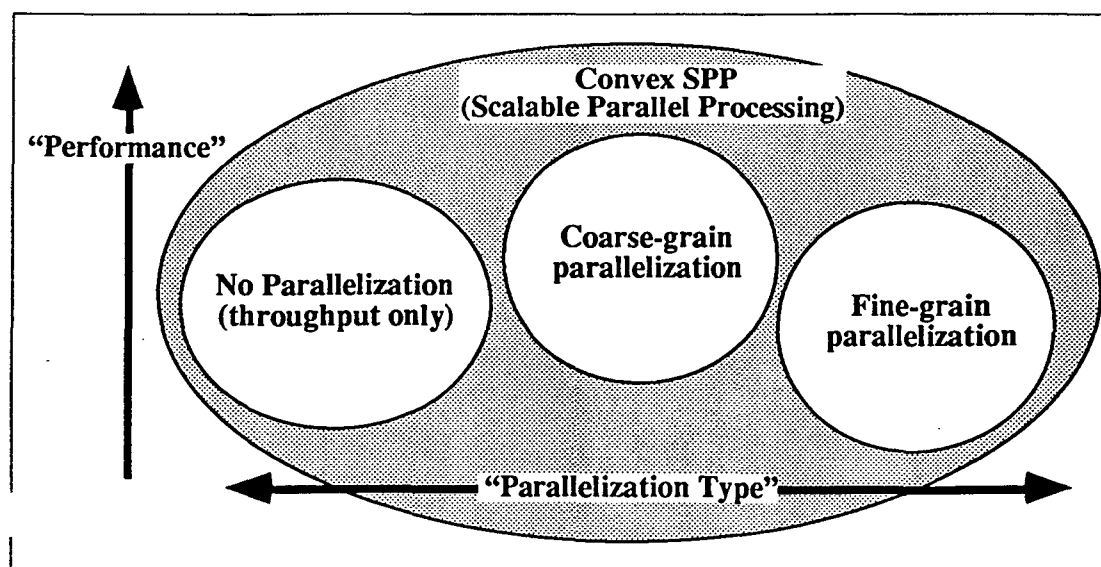 Convex SPP
(Scalable Parallel Processing)
“Performance”
Coarse-grain
parallelization
No Parallelization
(throughput only)
Fine-grain
parallelization
“Parallelization Type”